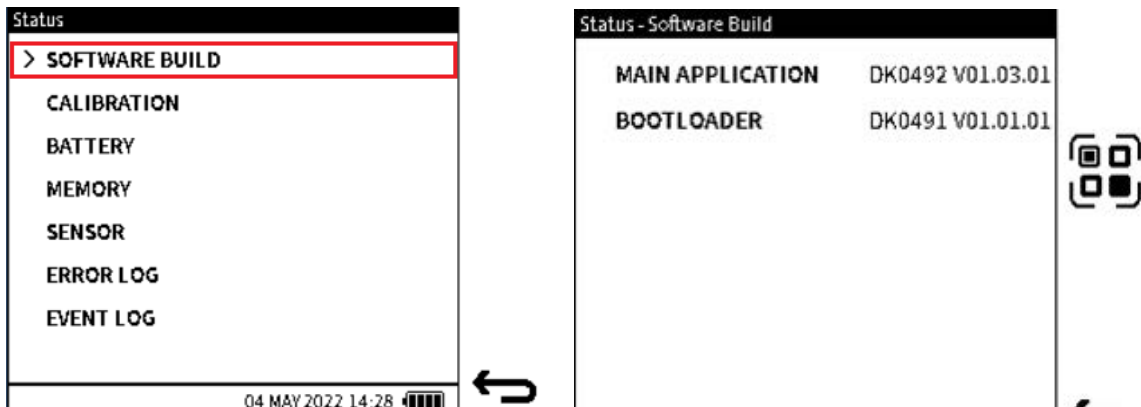 Status
> SOFTWARE BUILD
CALIBRATION
BATTERY
MEMORY
SENSOR
ERROR LOG
EVENT LOG
04 MAY 2022 14:28
Status - Software Build
MAIN APPLICATION DK0492 V01.03.01
BOOTLOADER DK0491 V01.01.01